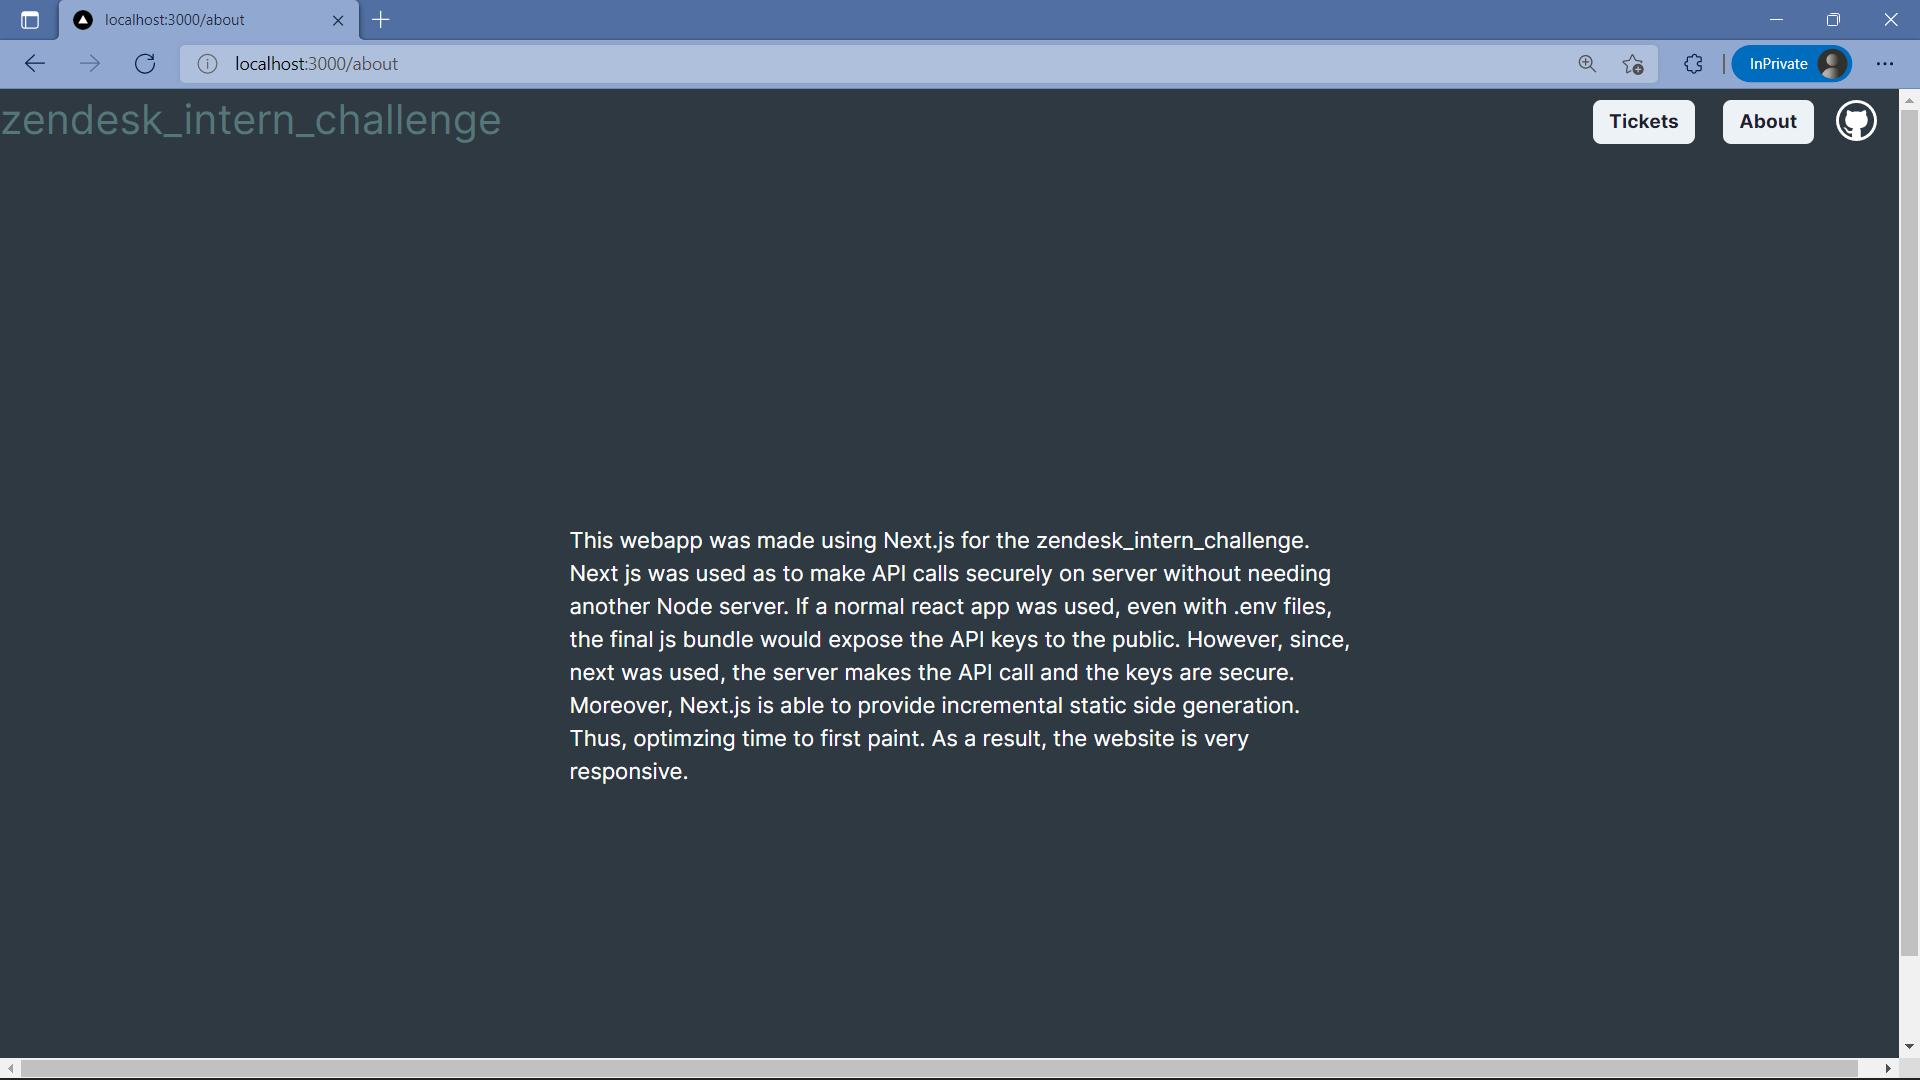 localhost:3000/about
localhost:3000/about
InPrivate
zendesk_intern_challenge
Tickets
About
This webapp was made using Next.js for the zendesk_intern_challenge.
Next js was used as to make API calls securely on server without needing
another Node server. If a normal react app was used, even with .env files,
the final js bundle would expose the API keys to the public. However, since,
next was used, the server makes the API call and the keys are secure.
Moreover, Next.js is able to provide incremental static side generation.
Thus, optimzing time to first paint. As a result, the website is very
responsive.